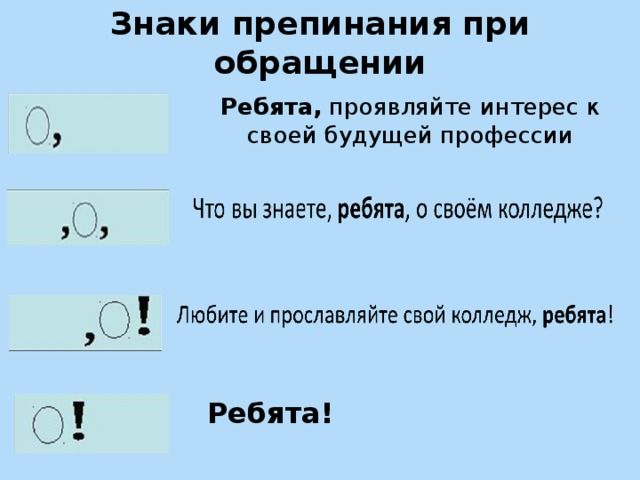 Знаки препинания при
обращении
О,
Ребята, проявляйте интерес к
своей будущей профессии
,О,
Что вы знаете, ребята, о своём колледже?
,О!
Любите и прославляйте свой колледж, ребята!
О!
Ребята!